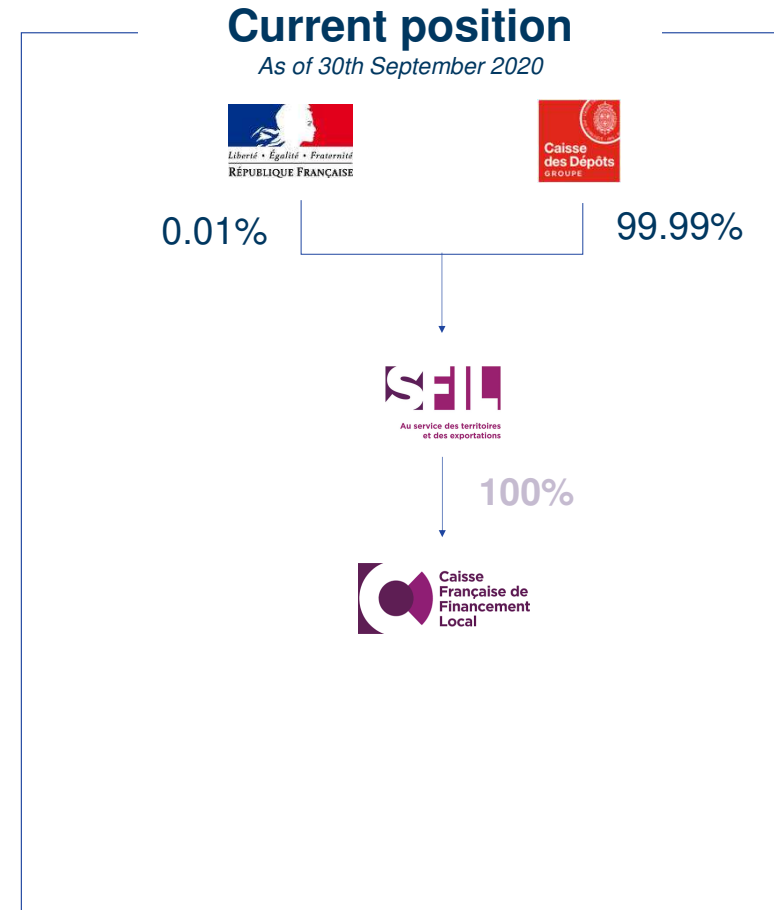 Current position
As of 30th September 2020
Liberté • Égalité • Fraternité
RÉPUBLIQUE FRANÇAISE
Caisse
des Dépôts
GROUPE
0.01%
99.99%
SFIL
Au service des territoires
et des exportations
100%
Caisse
Française de
Financement
Local